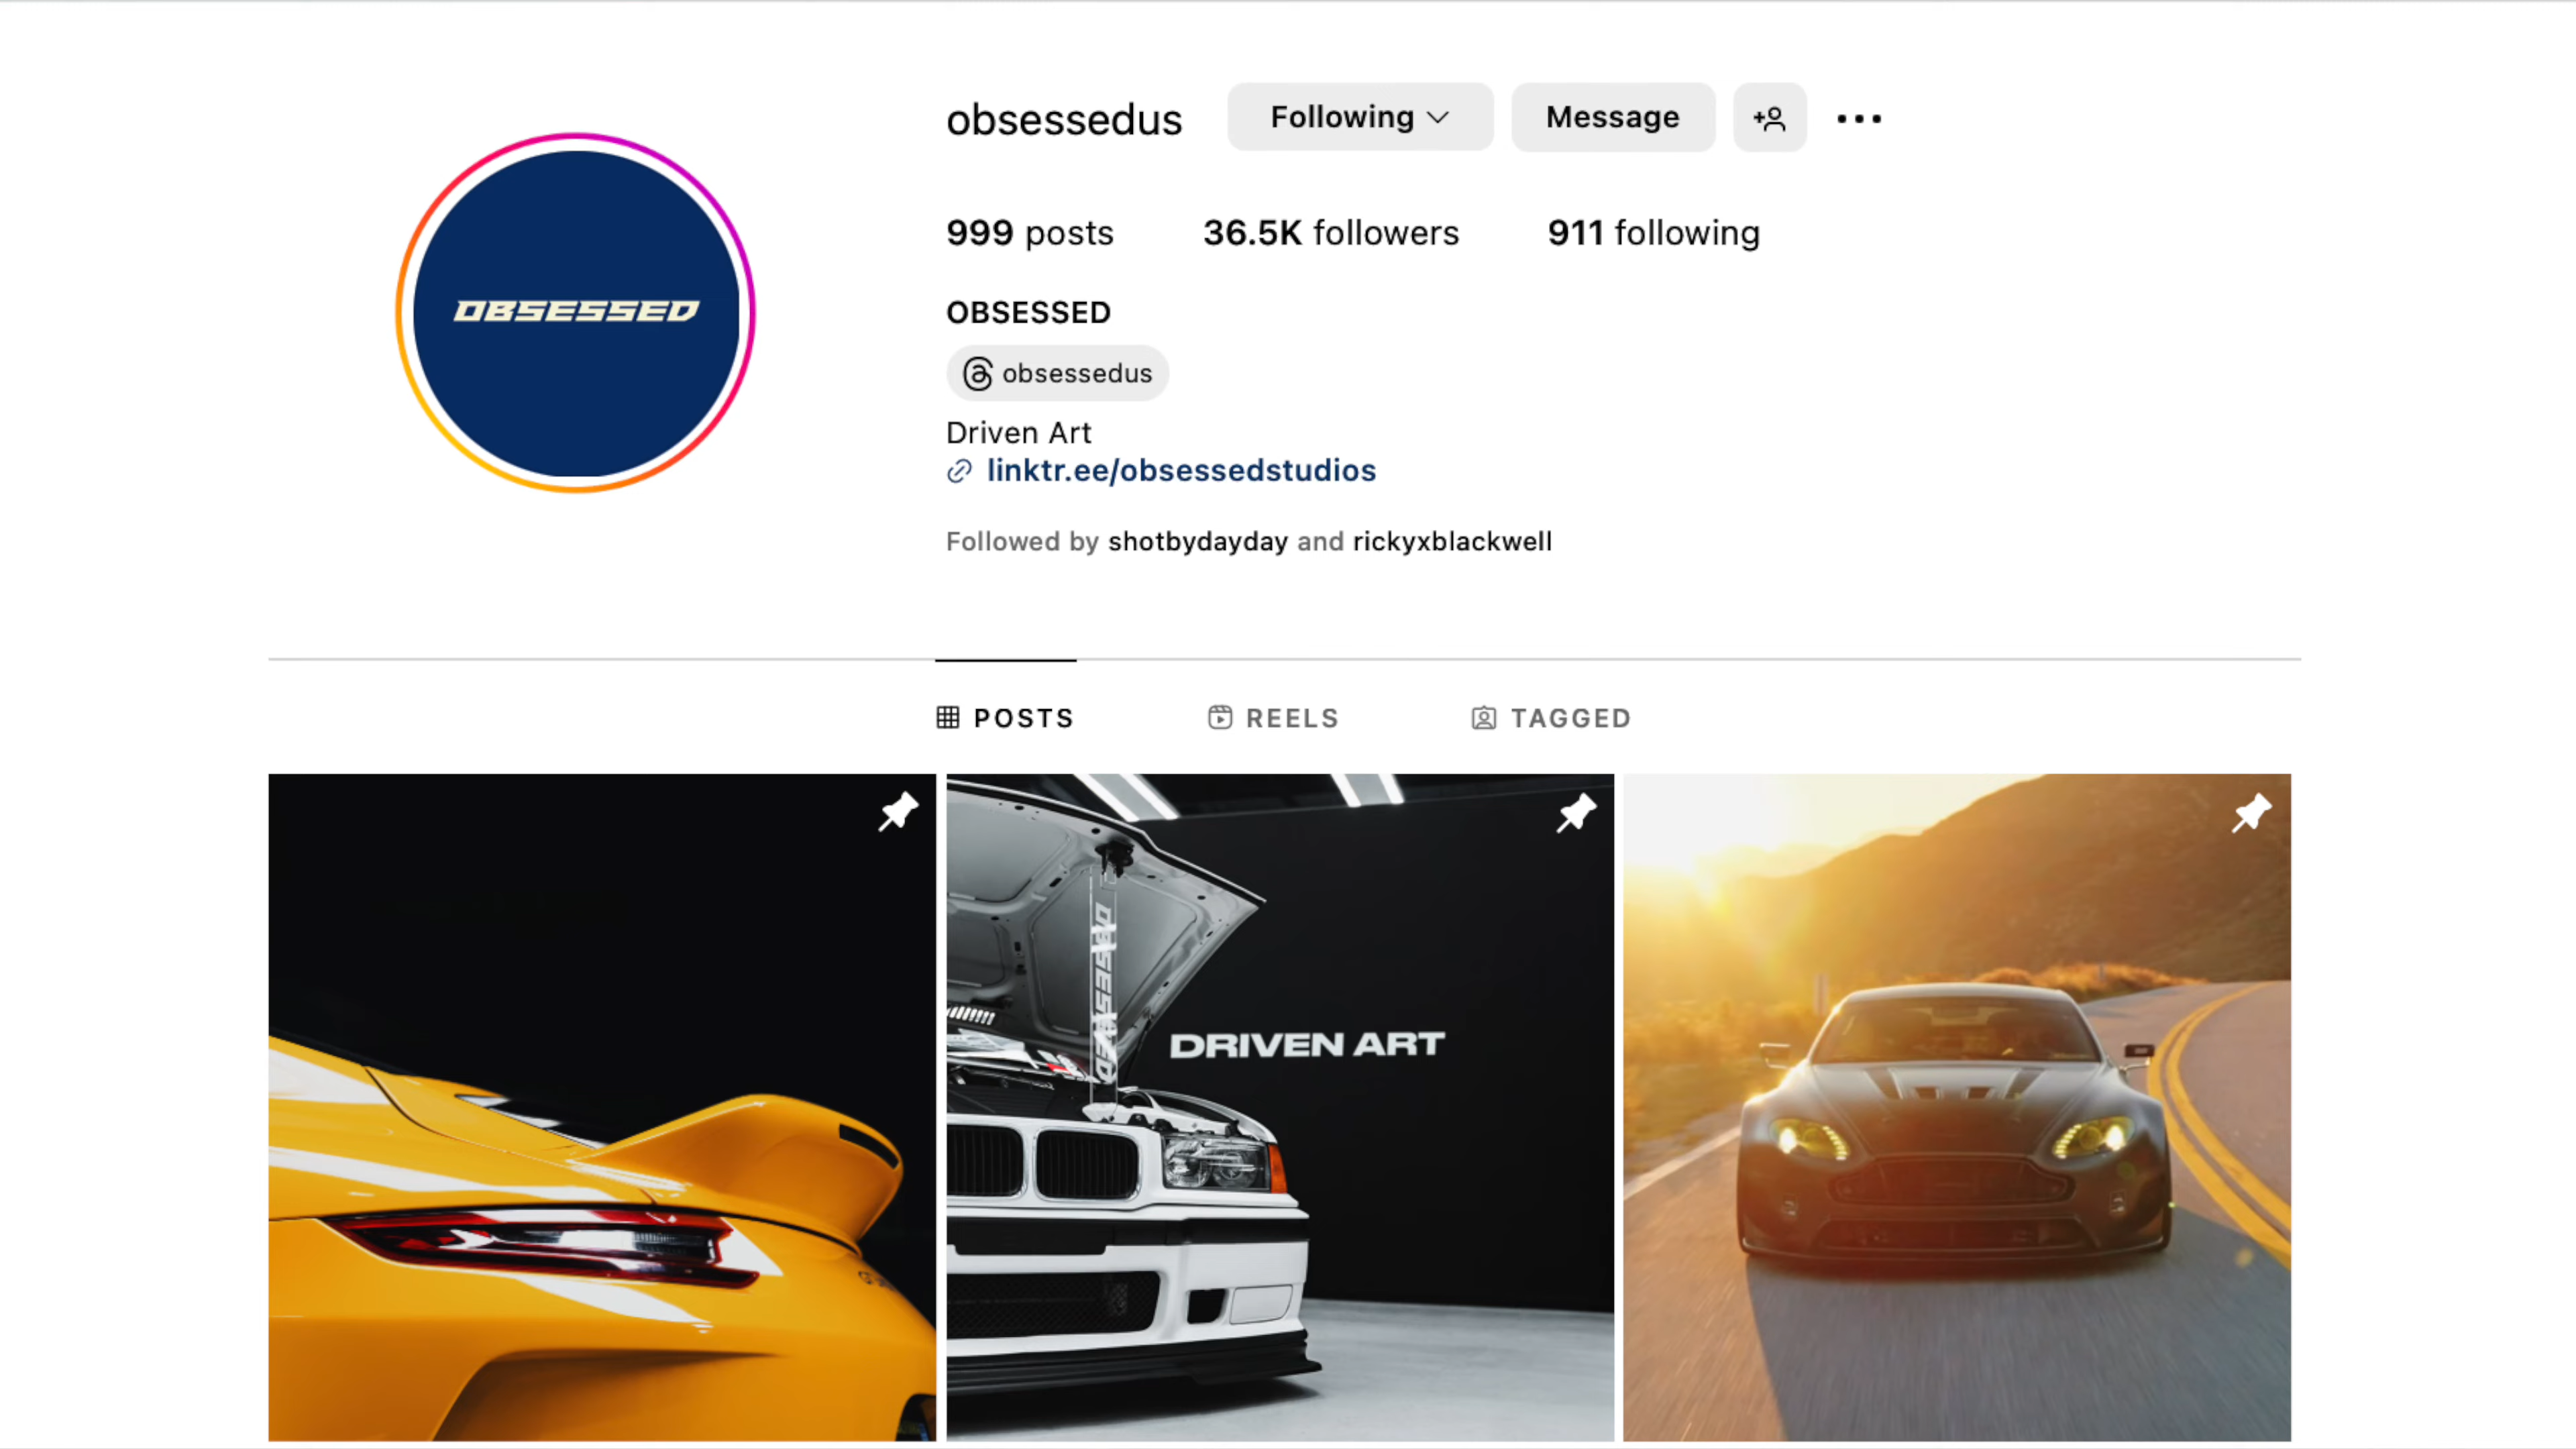 obsessedus Following Message
999 posts 36.5K followers 911 following
OBSESSED
OBSESSED
obsessedus
Driven Art
linktr.ee/obsessedstudios
Followed by shotbydayday and rickyxblackwell
POSTS REELS TAGGED
OBSESSED
DRIVEN ART